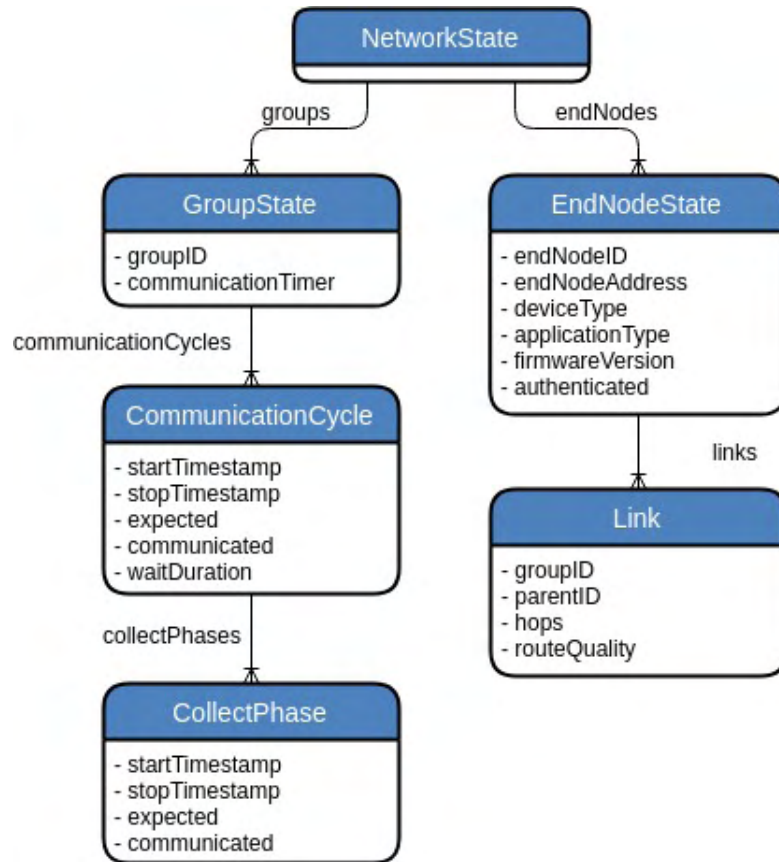 NetworkState
groups
endNodes
GroupState
- groupID
- communicationTimer
EndNodeState
- endNodeID
- endNodeAddress
- deviceType
- applicationType
- firmwareVersion
- authenticated
communicationCycles
CommunicationCycle
- startTimestamp
- stopTimestamp
- expected
- communicated
- waitDuration
links
Link
- groupID
- parentID
- hops
- routeQuality
collectPhases
CollectPhase
- startTimestamp
- stopTimestamp
- expected
- communicated